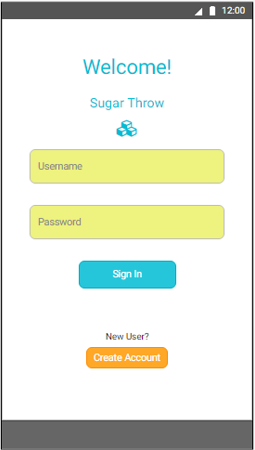 12:00
Welcome!
Sugar Throw
Username
Password
Sign In
New User?
Create Account